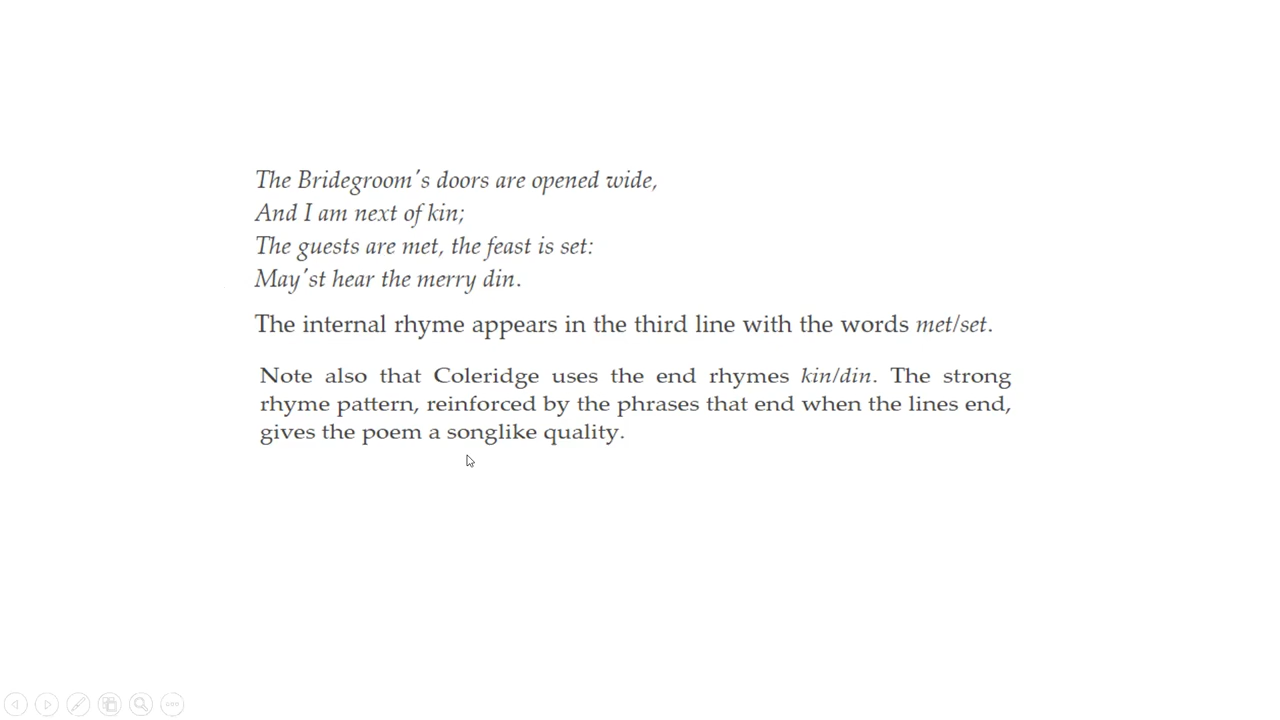 The Bridegroom's doors are opened wide,
And I am next of kin;
The guests are met, the feast is set:
May'st hear the merry din.
The internal rhyme appears in the third line with the words met/set.
Note also that Coleridge uses the end rhymes kin/din. The strong
rhyme pattern, reinforced by the phrases that end when the lines end,
gives the poem a songlike quality.